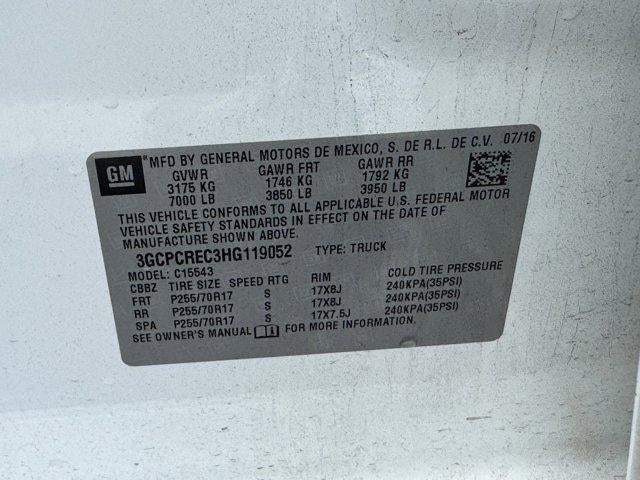 GM
*MFD BY GENERAL MOTORS DE MEXICO, S. DE R.L. DE C.V. 07/16
GVWR GAWR FRT GAWR RR
3175 KG 1746 KG 1792 KG
7000 LB 3850 LB 3950 LB
THIS VEHICLE CONFORMS TO ALL APPLICABLE U.S. FEDERAL MOTOR
VEHICLE SAFETY STANDARDS IN EFFECT ON THE DATE OF
MANUFACTURE SHOWN ABOVE.
3GCPCREC3HG119052 TYPE: TRUCK
MODEL: C15543
CBBZ TIRE SIZE SPEED RTG RIM COLD TIRE PRESSURE
FRT P255/70R17 S 17X8J 240KPA(35PSI)
RR P255/70R17 S 17X8J 240KPA(35PSI)
SPA P255/70R17 S 17X7.5J 240KPA(35PSI)
SEE OWNER'S MANUAL FOR MORE INFORMATION.